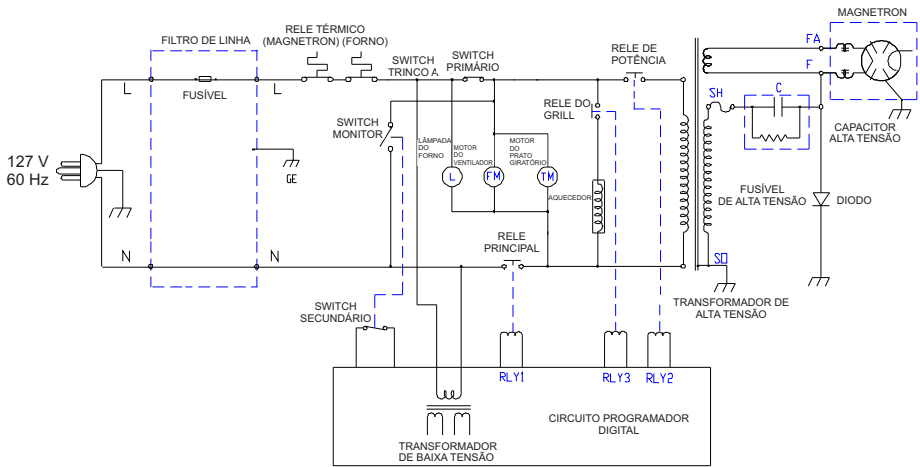 MAGNETRON
RELE TÉRMICO
(MAGNETRON) (FORNO)
FILTRO DE LINHA
SWITCH
TRINCO A
SWITCH
PRIMÁRIO
RELE DE
POTÊNCIA
FA
F
L
FUSÍVEL
L
SH
C
RELE DO
GRILL
SWITCH
MONITOR
CAPACITOR
ALTA TENSÃO
LÂMPADA
DO
FORNO
MOTOR
DO
VENTILADOR
MOTOR
DO
PRATO
GIRATÓRIO
127 V
60 Hz
GE
L
FM
TM
AQUECEDOR
FUSÍVEL
DE ALTA TENSÃO
DIODO
N
N
RELE
PRINCIPAL
SO
SWITCH
SECUNDÁRIO
TRANSFORMADOR DE
ALTA TENSÃO
RLY1
RLY3
RLY2
CIRCUITO PROGRAMADOR
DIGITAL
TRANSFORMADOR
DE BAIXA TENSÃO